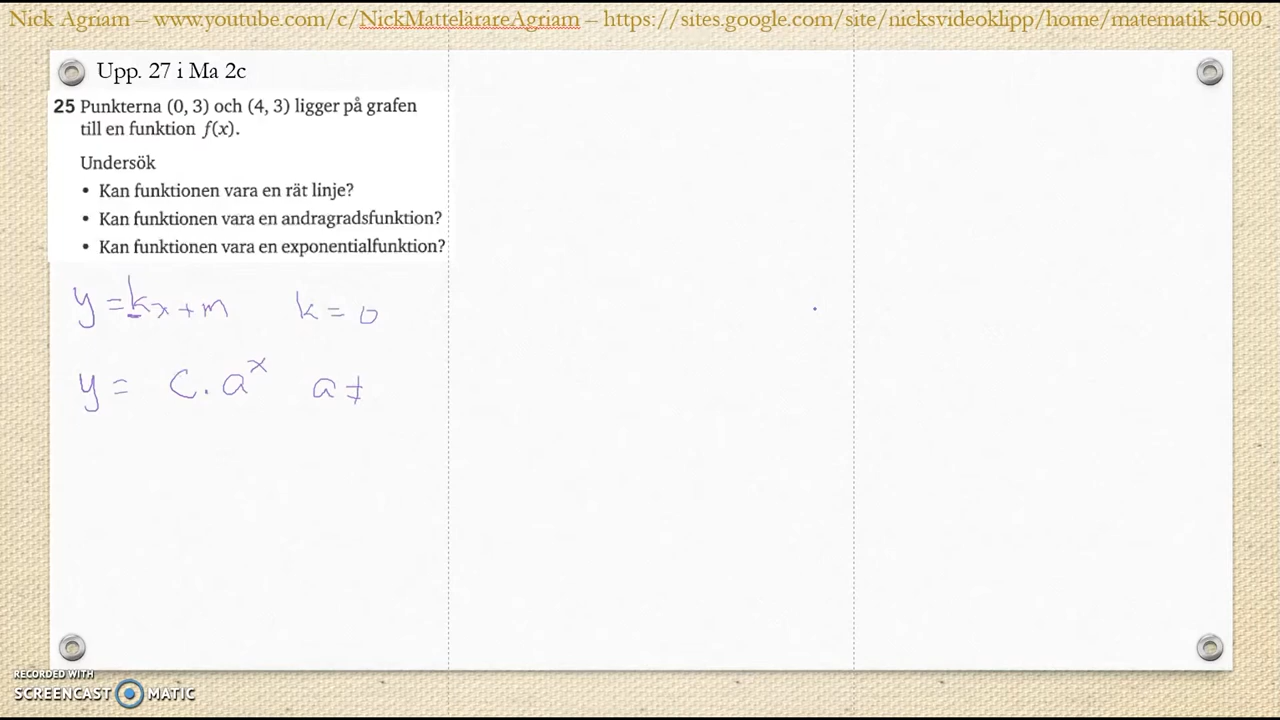 Nick Agriam – www.youtube.com/c/NickMattelärareAgriam – https://sites.google.com/site/nicksvideoklipp/home/matematik-5000
Upp. 27 i Ma 2c
25 Punkterna (0, 3) och (4, 3) ligger på grafen
till en funktion f(x).
Undersök
• Kan funktionen vara en rät linje?
• Kan funktionen vara en andragradsfunktion?
• Kan funktionen vara en exponentialfunktion?
y = kx + m k = 0
y = C · a^x a ≠
RECORDED WITH
SCREENCAST MATIC